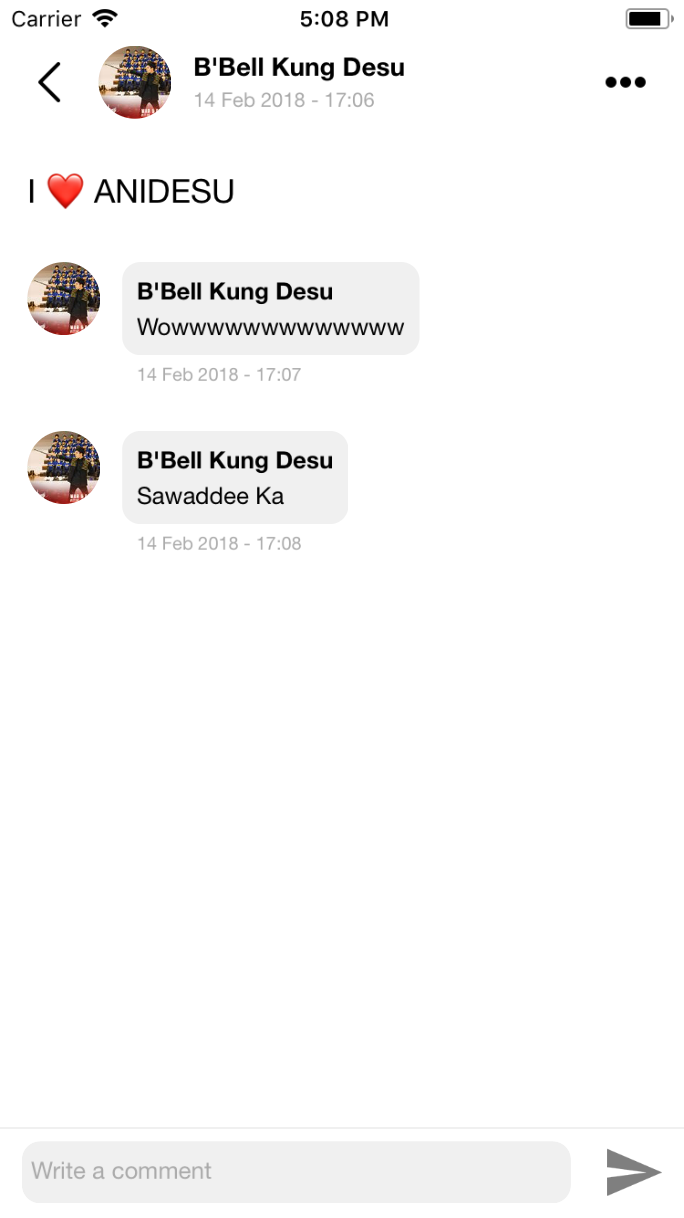 Carrier 5:08 PM
B'Bell Kung Desu
14 Feb 2018 - 17:06
I ❤️ ANIDESU
B'Bell Kung Desu
Wowwwwwwwwwwwww
14 Feb 2018 - 17:07
B'Bell Kung Desu
Sawaddee Ka
14 Feb 2018 - 17:08
Write a comment